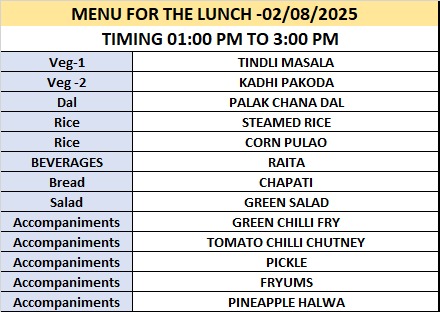 MENU FOR THE LUNCH -02/08/2025
TIMING 01:00 PM TO 3:00 PM
Veg-1 TINDLI MASALA
Veg -2 KADHI PAKODA
Dal PALAK CHANA DAL
Rice STEAMED RICE
Rice CORN PULAO
BEVERAGES RAITA
Bread CHAPATI
Salad GREEN SALAD
Accompaniments GREEN CHILLI FRY
Accompaniments TOMATO CHILLI CHUTNEY
Accompaniments PICKLE
Accompaniments FRYUMS
Accompaniments PINEAPPLE HALWA